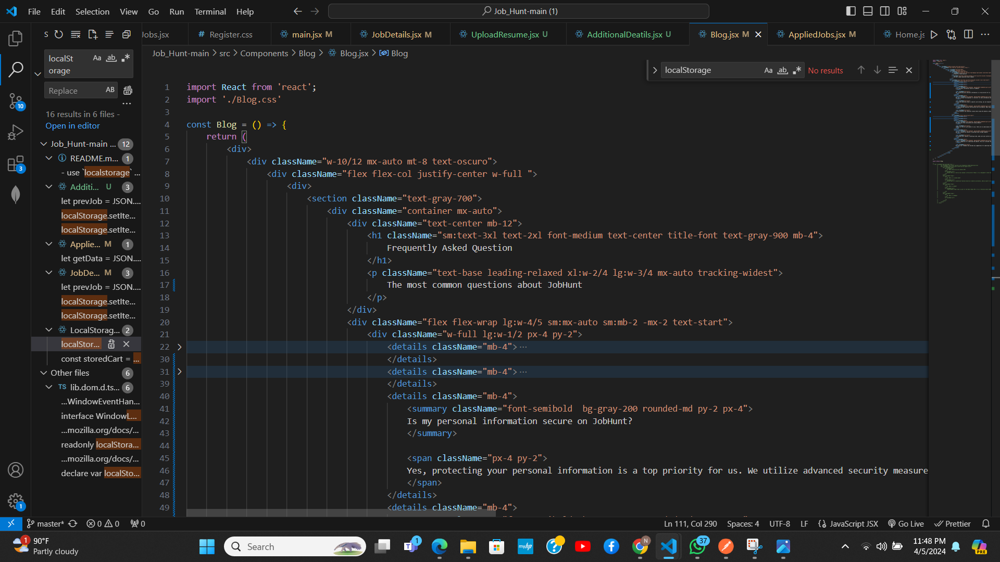 File Edit Selection View Go Run Terminal Help
Job_Hunt-main (1)
S
Jobs.jsx
# Register.css
main.jsx M
JobDetails.jsx M
UploadResume.jsx U
AdditionalDeatils.jsx U
Blog.jsx M
AppliedJobs.jsx M
Home.js
localSt
orage
Aa ab
Replace AB
16 results in 6 files -
Open in editor
Job_Hunt-main ... 12
README.m... 1
- use `localstorage` ...
Additi... U 3
let prevJob = JSON....
localStorage.setIte...
localStorage.setIte...
Applie... M 1
let getData = JSON....
JobDe... M 3
let prevJob = JSON....
localStorage.setIte...
localStorage.setIte...
LocalStorag... 2
localStor...
const storedCart = ...
Other files 6
TS lib.dom.d.ts... 6
...WindowEventHan...
interface WindowL...
...mozilla.org/docs/...
readonly localStora...
...mozilla.org/docs/...
declare var localSto...
10
3
1
Job_Hunt-main > src > Components > Blog > Blog.jsx > Blog
localStorage Aa ab No results
1 import React from 'react';
2 import './Blog.css'
3
4 const Blog = () => {
5 return (
6 <div>
7 <div className="w-10/12 mx-auto mt-8 text-oscuro">
8 <div className="flex flex-col justify-center w-full ">
9 <div>
10 <section className="text-gray-700">
11 <div className="container mx-auto">
12 <div className="text-center mb-12">
13 <h1 className="sm:text-3xl text-2xl font-medium text-center title-font text-gray-900 mb-4">
14 Frequently Asked Question
15 </h1>
16 <p className="text-base leading-relaxed xl:w-2/4 lg:w-3/4 mx-auto tracking-widest">
17 The most common questions about JobHunt
18 </p>
19 </div>
20 <div className="flex flex-wrap lg:w-4/5 sm:mx-auto sm:mb-2 -mx-2 text-start">
21 <div className="w-full lg:w-1/2 px-4 py-2">
22 <details className="mb-4"> ...
30 </details>
31 <details className="mb-4"> ...
39 </details>
40 <details className="mb-4">
41 <summary className="font-semibold  bg-gray-200 rounded-md py-2 px-4">
42 Is my personal information secure on JobHunt?
43 </summary>
44
45 <span className="px-4 py-2">
46 Yes, protecting your personal information is a top priority for us. We utilize advanced security measure
47 </span>
48 </details>
49 <details className="mb-4">
master* 0 0 0
Ln 111, Col 290 Spaces: 4 UTF-8 LF JavaScript JSX Go Live Prettier
1
90°F
Partly cloudy
Search
1
myhp
N
37
11:48 PM
4/5/2024
PRE